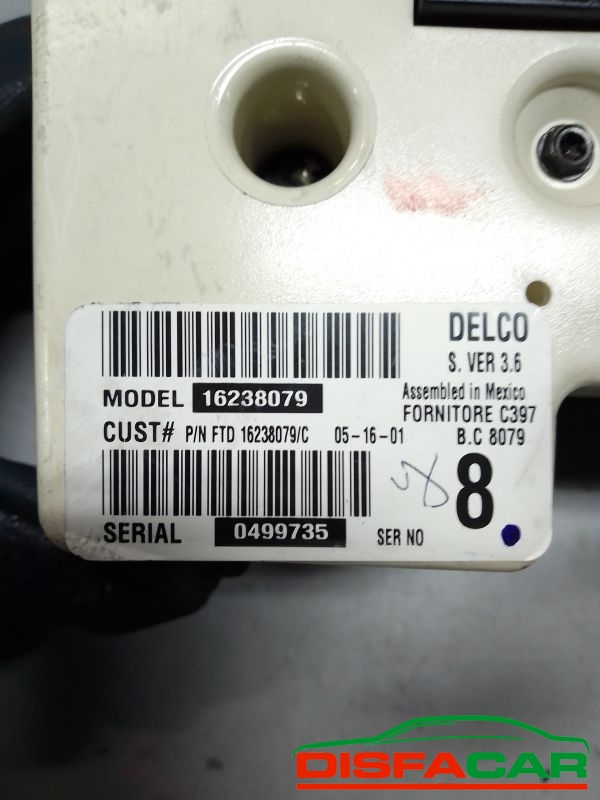 DELCO
S. VER 3.6
MODEL 16238079 Assembled in Mexico
FORNITORE C397
CUST# P/N FTD 16238079/C 05-16-01 B.C 8079
8
SERIAL 0499735 SER NO
DISFACAR